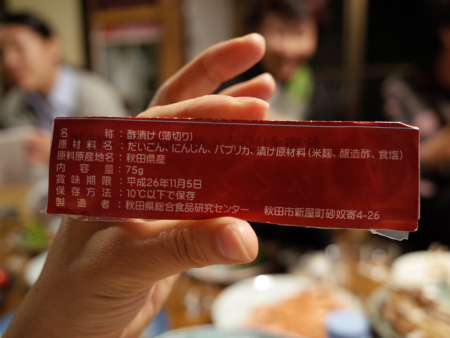 名 称：酢漬け（薄切り）
原材料名：だいこん、にんじん、パプリカ、漬け原材料（米麹、醸造酢、食塩）
原料原産地名：秋田県産
内容量：75g
賞味期限：平成26年11月5日
保存方法：10℃以下で保存
製造者：秋田県総合食品研究センター 秋田市新屋町砂奴寄4-26